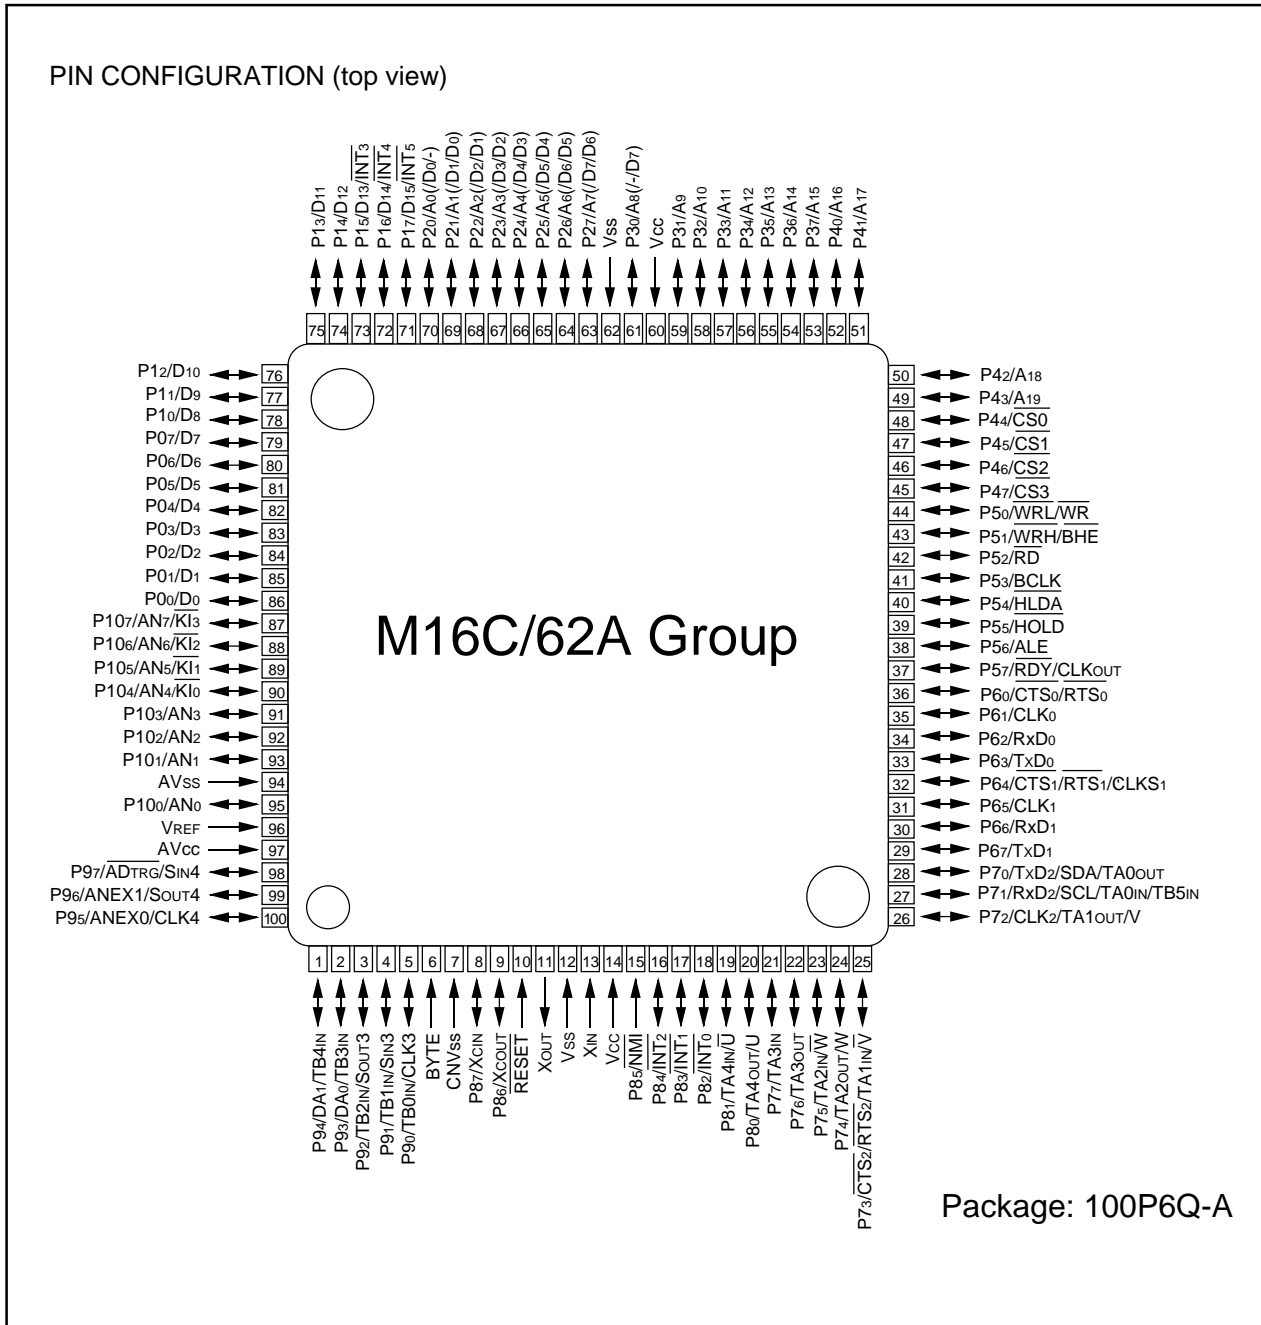 PIN CONFIGURATION (top view)
P13/D11
P14/D12
P15/D13/INT3
P16/D14/INT4
P17/D15/INT5
P20/A0(/D0/-)
P21/A1(/D1/D0)
P22/A2(/D2/D1)
P23/A3(/D3/D2)
P24/A4(/D4/D3)
P25/A5(/D5/D4)
P26/A6(/D6/D5)
P27/A7(/D7/D6)
Vss
P30/A8(/-/D7)
Vcc
P31/A9
P32/A10
P33/A11
P34/A12
P35/A13
P36/A14
P37/A15
P40/A16
P41/A17
75 74 73 72 71 70 69 68 67 66 65 64 63 62 61 60 59 58 57 56 55 54 53 52 51
P12/D10 76
P11/D9 77
P10/D8 78
P07/D7 79
P06/D6 80
P05/D5 81
P04/D4 82
P03/D3 83
P02/D2 84
P01/D1 85
P00/D0 86
P107/AN7/KI3 87
P106/AN6/KI2 88
P105/AN5/KI1 89
P104/AN4/KI0 90
P103/AN3 91
P102/AN2 92
P101/AN1 93
AVss 94
P100/AN0 95
VREF 96
AVcc 97
P97/ADTRG/SIN4 98
P96/ANEX1/SOUT4 99
P95/ANEX0/CLK4 100
M16C/62A Group
50 P42/A18
49 P43/A19
48 P44/CS0
47 P45/CS1
46 P46/CS2
45 P47/CS3
44 P50/WRL/WR
43 P51/WRH/BHE
42 P52/RD
41 P53/BCLK
40 P54/HLDA
39 P55/HOLD
38 P56/ALE
37 P57/RDY/CLKOUT
36 P60/CTS0/RTS0
35 P61/CLK0
34 P62/RxD0
33 P63/TXD0
32 P64/CTS1/RTS1/CLKS1
31 P65/CLK1
30 P66/RxD1
29 P67/TXD1
28 P70/TXD2/SDA/TA0OUT
27 P71/RxD2/SCL/TA0IN/TB5IN
26 P72/CLK2/TA1OUT/V
1 2 3 4 5 6 7 8 9 10 11 12 13 14 15 16 17 18 19 20 21 22 23 24 25
P94/DA1/TB4IN
P93/DA0/TB3IN
P92/TB2IN/SOUT3
P91/TB1IN/SIN3
P90/TB0IN/CLK3
BYTE
CNVss
P87/XCIN
P86/XCOUT
RESET
XOUT
Vss
XIN
Vcc
P85/NMI
P84/INT2
P83/INT1
P82/INT0
P81/TA4IN/U
P80/TA4OUT/U
P77/TA3IN
P76/TA3OUT
P75/TA2IN/W
P74/TA2OUT/W
P73/CTS2/RTS2/TA1IN/V
Package: 100P6Q-A